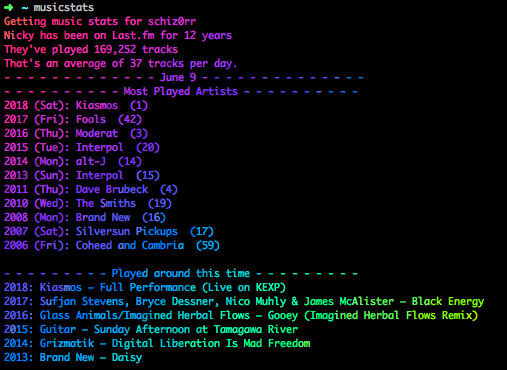 ➜ ~ musicstats
Getting music stats for schiz0rr
Nicky has been on Last.fm for 12 years
They've played 169,252 tracks
That's an average of 37 tracks per day.
- - - - - - - - - - - - - June 9 - - - - - - - - - - - - - -
- - - - - - - - - - Most Played Artists - - - - - - - - - -
2018 (Sat): Kiasmos (1)
2017 (Fri): Foals (42)
2016 (Thu): Moderat (3)
2015 (Tue): Interpol (20)
2014 (Mon): alt-J (14)
2013 (Sun): Interpol (15)
2011 (Thu): Dave Brubeck (4)
2010 (Wed): The Smiths (19)
2008 (Mon): Brand New (16)
2007 (Sat): Silversun Pickups (17)
2006 (Fri): Coheed and Cambria (59)
- - - - - - - - - Played around this time - - - - - - - - -
2018: Kiasmos – Full Performance (Live on KEXP)
2017: Sufjan Stevens, Bryce Dessner, Nico Muhly & James McAlister – Black Energy
2016: Glass Animals/Imagined Herbal Flows – Gooey (Imagined Herbal Flows Remix)
2015: Guitar – Sunday Afternoon at Tamagawa River
2014: Grizmatik – Digital Liberation Is Mad Freedom
2013: Brand New – Daisy